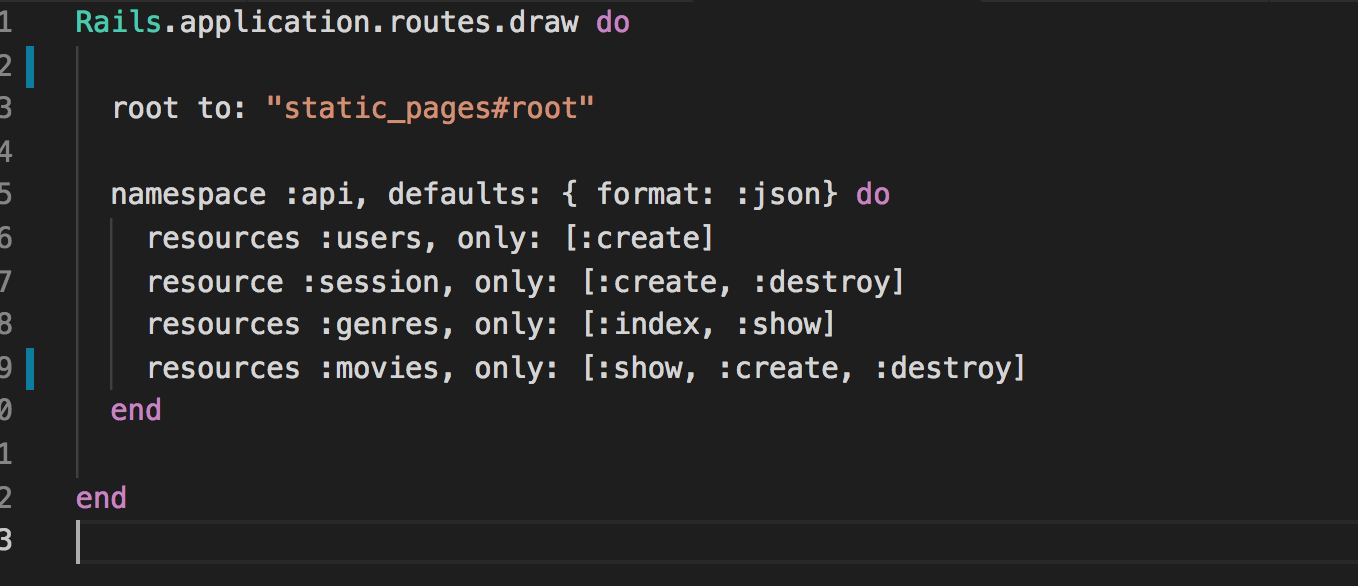 1 Rails.application.routes.draw do
2
3 root to: "static_pages#root"
4
5 namespace :api, defaults: { format: :json} do
6 resources :users, only: [:create]
7 resource :session, only: [:create, :destroy]
8 resources :genres, only: [:index, :show]
9 resources :movies, only: [:show, :create, :destroy]
0 end
1
2 end
3